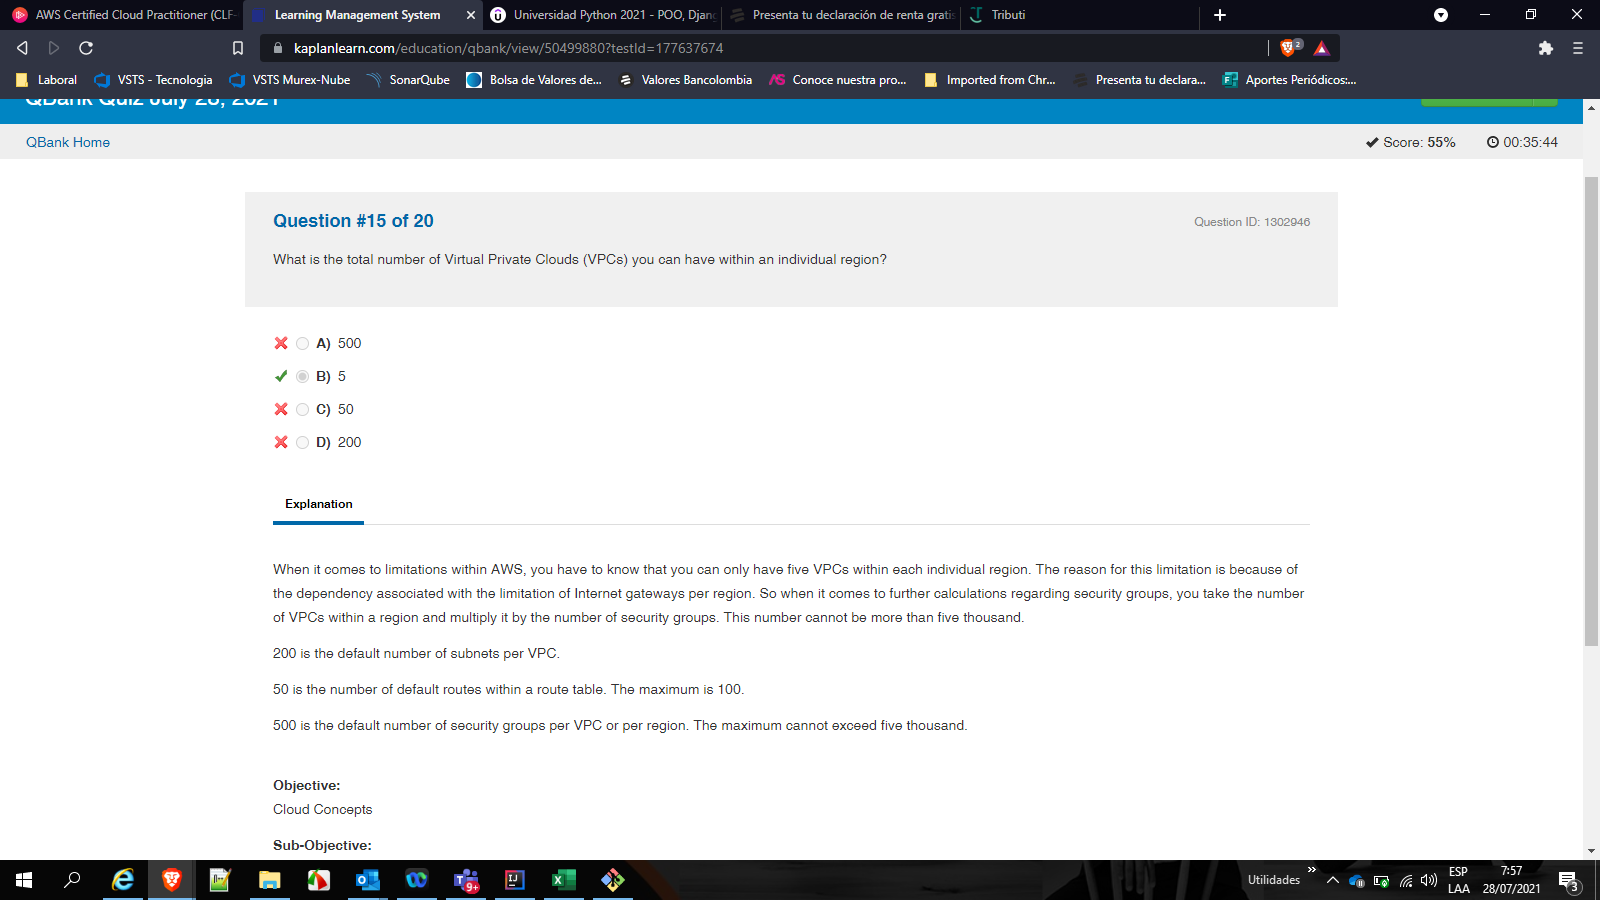 AWS Certified Cloud Practitioner (CLF-
Learning Management System
Universidad Python 2021 - POO, Djang
Presenta tu declaración de renta gratis
Tributi
kaplanlearn.com/education/qbank/view/50499880?testId=177637674
2
Laboral
VSTS - Tecnologia
VSTS Murex-Nube
SonarQube
Bolsa de Valores de...
Valores Bancolombia
Conoce nuestra pro...
Imported from Chr...
Presenta tu declara...
Aportes Periódicos:...
QBank Quiz July 28, 2021
QBank Home
Score: 55%
00:35:44
Question #15 of 20
Question ID: 1302946
What is the total number of Virtual Private Clouds (VPCs) you can have within an individual region?
A) 500
B) 5
C) 50
D) 200
Explanation
When it comes to limitations within AWS, you have to know that you can only have five VPCs within each individual region. The reason for this limitation is because of
the dependency associated with the limitation of Internet gateways per region. So when it comes to further calculations regarding security groups, you take the number
of VPCs within a region and multiply it by the number of security groups. This number cannot be more than five thousand.
200 is the default number of subnets per VPC.
50 is the number of default routes within a route table. The maximum is 100.
500 is the default number of security groups per VPC or per region. The maximum cannot exceed five thousand.
Objective:
Cloud Concepts
Sub-Objective:
9+
Utilidades
ESP
LAA
7:57
28/07/2021
3